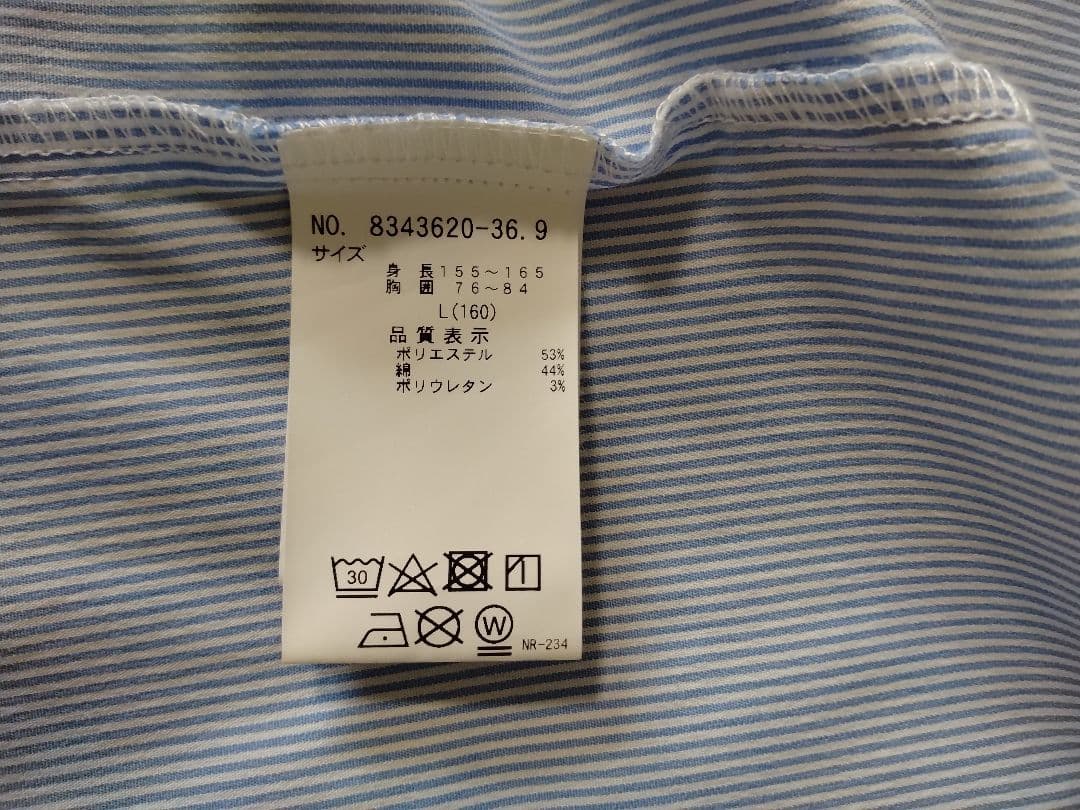 NO. 8343620-36.9
サイズ
身長155～165
胸囲 76～84
L(160)
品質表示
ポリエステル 53%
綿 44%
ポリウレタン 3%
30
W NR-234